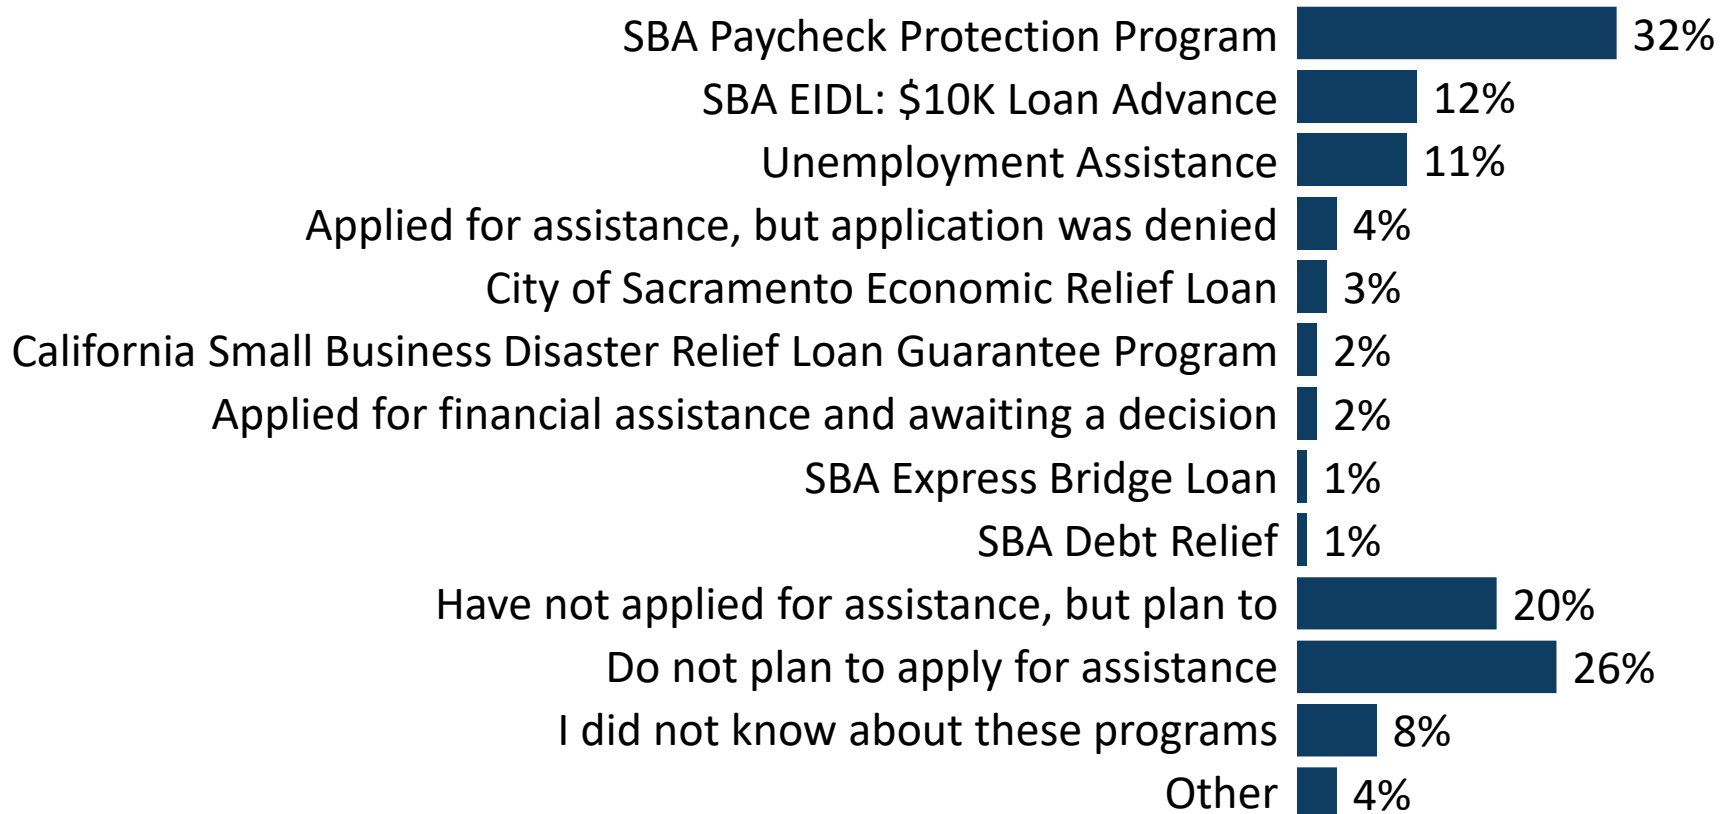 SBA Paycheck Protection Program 32%
SBA EIDL: $10K Loan Advance 12%
Unemployment Assistance 11%
Applied for assistance, but application was denied 4%
City of Sacramento Economic Relief Loan 3%
California Small Business Disaster Relief Loan Guarantee Program 2%
Applied for financial assistance and awaiting a decision 2%
SBA Express Bridge Loan 1%
SBA Debt Relief 1%
Have not applied for assistance, but plan to 20%
Do not plan to apply for assistance 26%
I did not know about these programs 8%
Other 4%